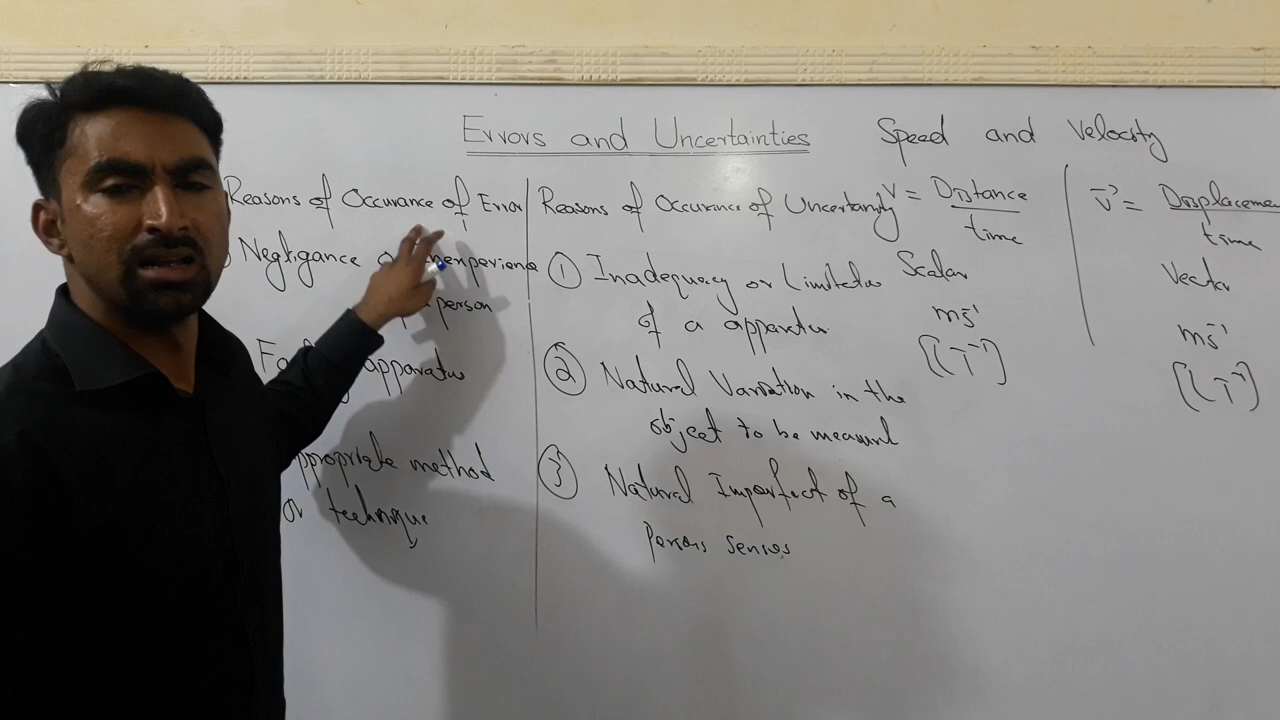 Errors and Uncertainties
Reasons of Occurance of Error
Negligance
person
apparatus
appropriate method
or technique
Reasons of Occurance of Uncertainty
① Inadequacy or Limitation
of a apparatus
② Natural Variation in the
object to be measured
③ Natural Imperfect of a
Persons senses
Speed and Velocity
V = Distance
time
Scalar
ms⁻¹
[LT⁻¹]
v⃗ = Displacemen
time
Vector
ms⁻¹
[LT⁻¹]